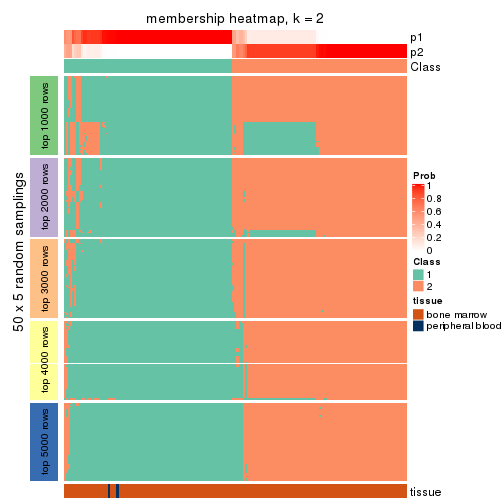 membership heatmap, k = 2
p1
p2
Class
50 x 5 random samplings
top 1000 rows
top 2000 rows
top 3000 rows
top 4000 rows
top 5000 rows
Prob
1
0.8
0.6
0.4
0.2
0
Class
1
2
tissue
bone marrow
peripheral blood
tissue